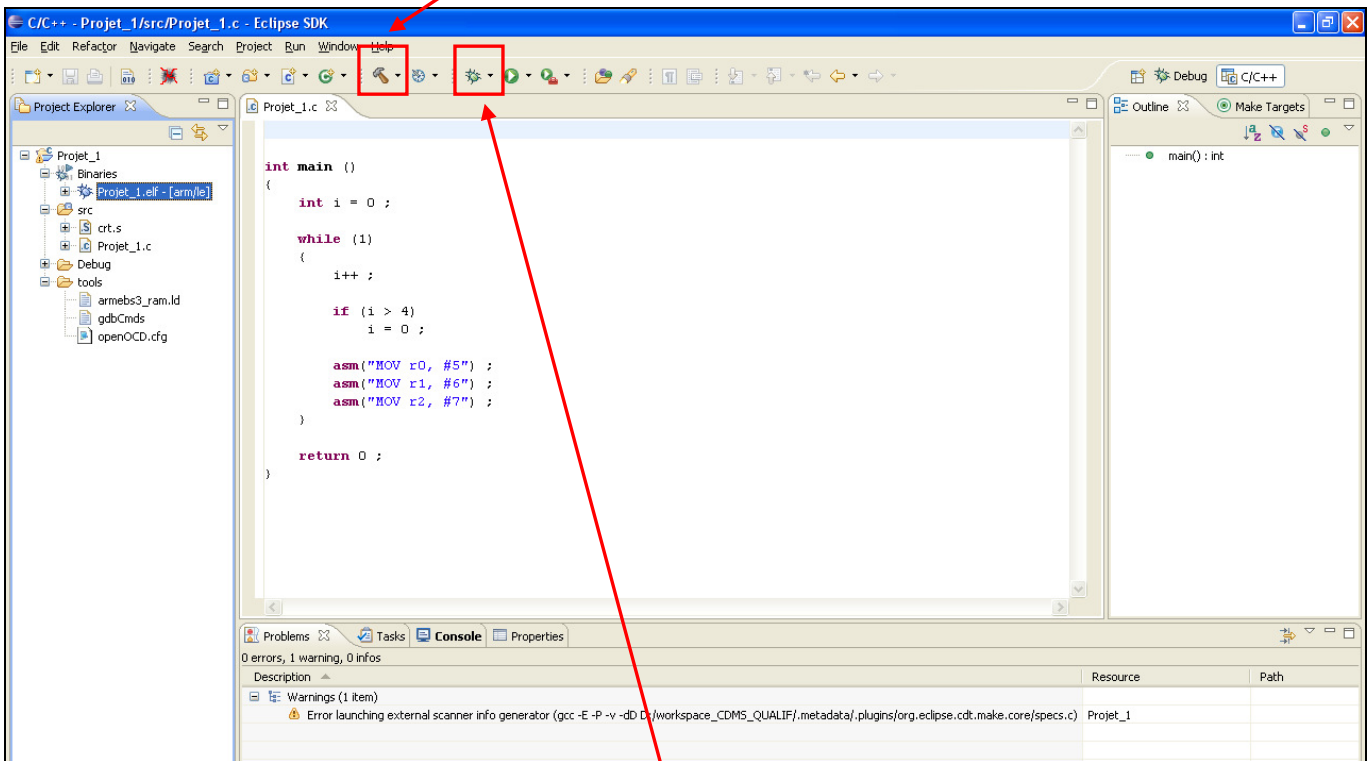 C/C++ - Projet_1/src/Projet_1.c - Eclipse SDK
File Edit Refactor Navigate Search Project Run Window Help
Debug C/C++
Project Explorer
Projet_1
Binaries
Projet_1.elf - [arm/le]
src
crt.s
Projet_1.c
Debug
tools
armebs3_ram.ld
gdbCmds
openOCD.cfg
Projet_1.c
int main ()
{
int i = 0 ;
while (1)
{
i++ ;
if (i > 4)
i = 0 ;
asm("MOV r0, #5") ;
asm("MOV r1, #6") ;
asm("MOV r2, #7") ;
}
return 0 ;
}
Outline Make Targets
main() : int
Problems Tasks Console Properties
0 errors, 1 warning, 0 infos
Description Resource Path
Warnings (1 item)
Error launching external scanner info generator (gcc -E -P -v -dD D:/workspace_CDMS_QUALIF/.metadata/.plugins/org.eclipse.cdt.make.core/specs.c) Projet_1